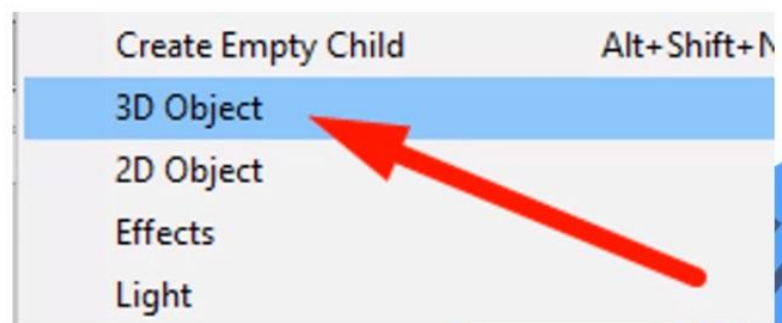 Create Empty Child Alt+Shift+N
3D Object
2D Object
Effects
Light